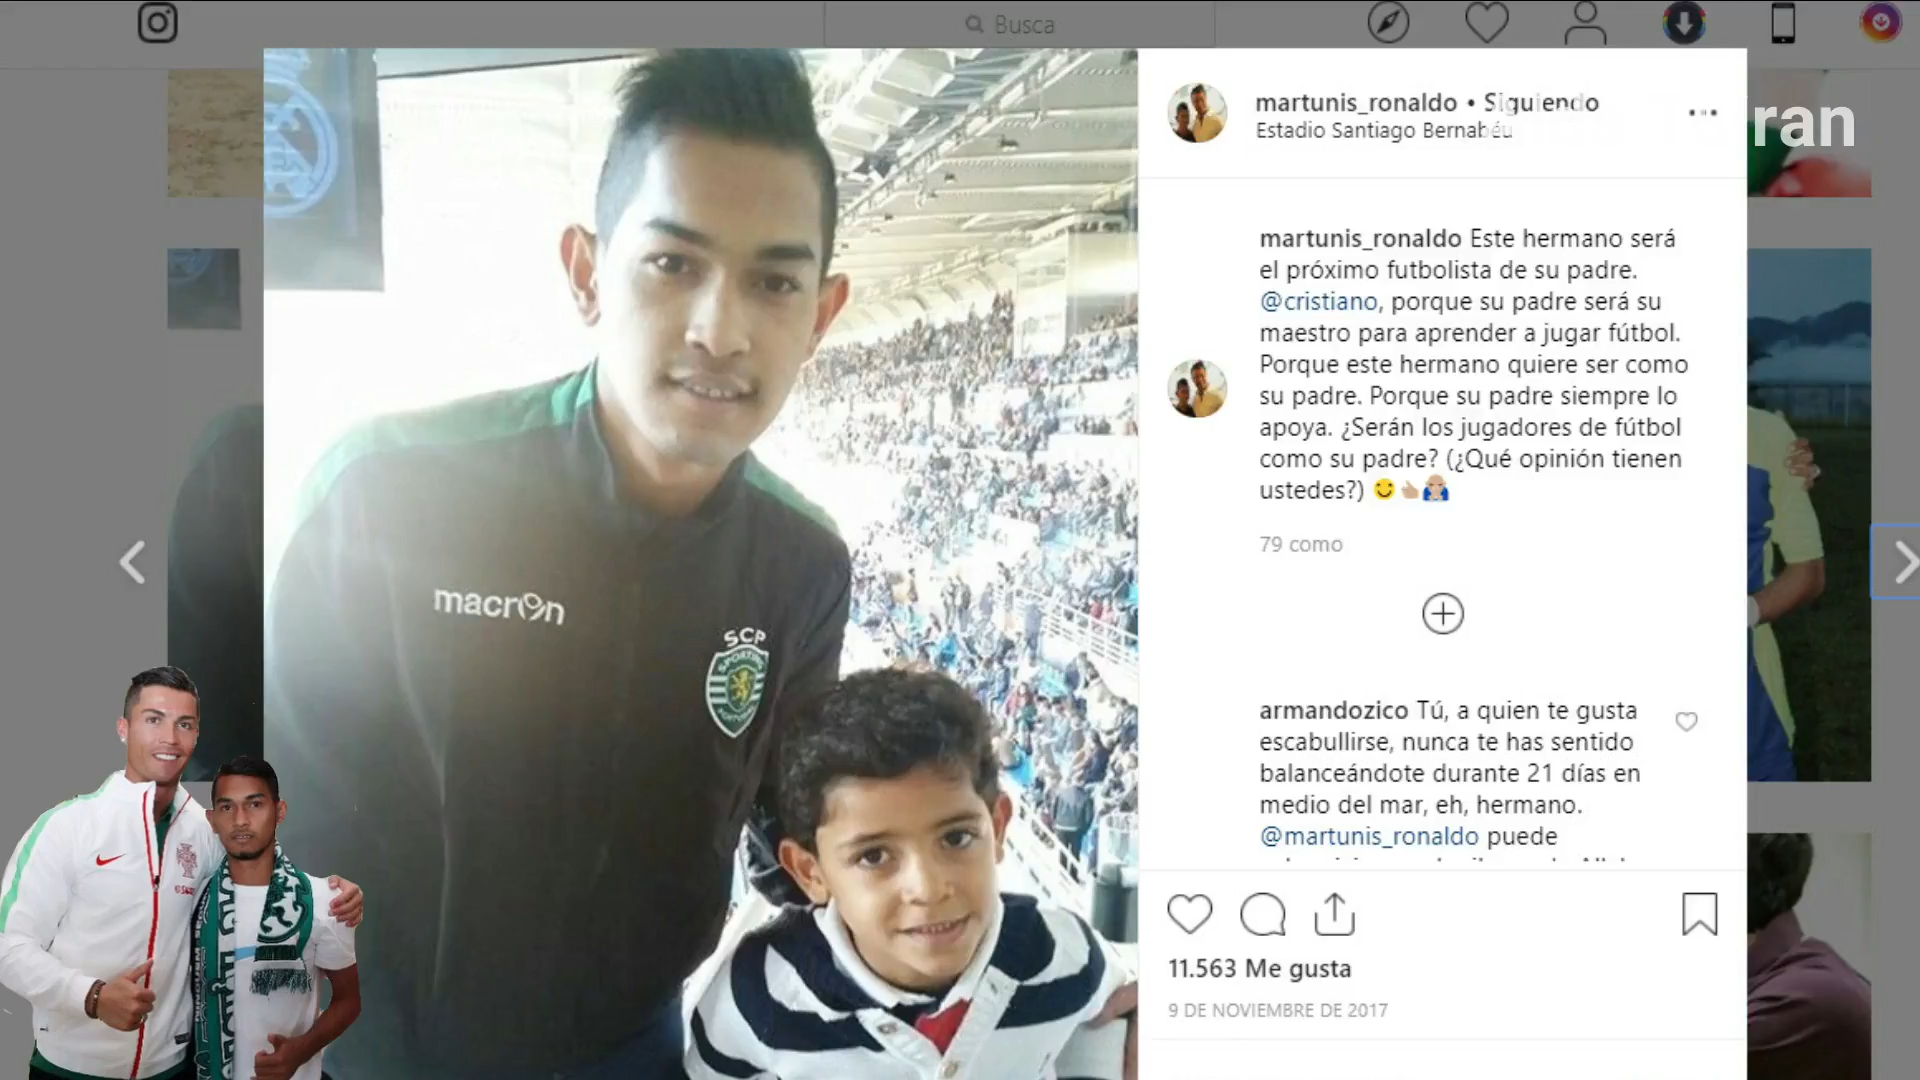 Busca
martunis_ronaldo • Siguiendo
Estadio Santiago Bernabéu
ran
martunis_ronaldo Este hermano será
el próximo futbolista de su padre.
@cristiano, porque su padre será su
maestro para aprender a jugar fútbol.
Porque este hermano quiere ser como
su padre. Porque su padre siempre lo
apoya. ¿Serán los jugadores de fútbol
como su padre? (¿Qué opinión tienen
ustedes?)
79 como
armandozico Tú, a quien te gusta
escabullirse, nunca te has sentido
balanceándote durante 21 días en
medio del mar, eh, hermano.
@martunis_ronaldo puede
11.563 Me gusta
9 DE NOVIEMBRE DE 2017
macron
SCP
SPORTING
PORTUGAL